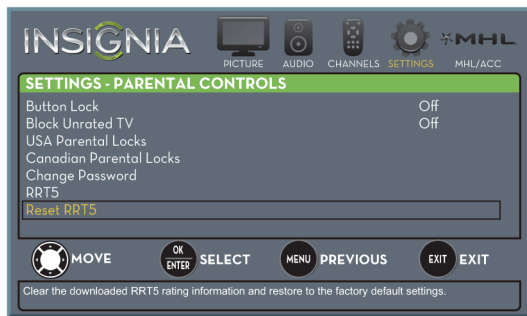 INSIGNIA
PICTURE AUDIO CHANNELS SETTINGS MHL MHL/ACC
SETTINGS - PARENTAL CONTROLS
Button Lock Off
Block Unrated TV Off
USA Parental Locks
Canadian Parental Locks
Change Password
RRT5
Reset RRT5
MOVE OK ENTER SELECT MENU PREVIOUS EXIT EXIT
Clear the downloaded RRT5 rating information and restore to the factory default settings.